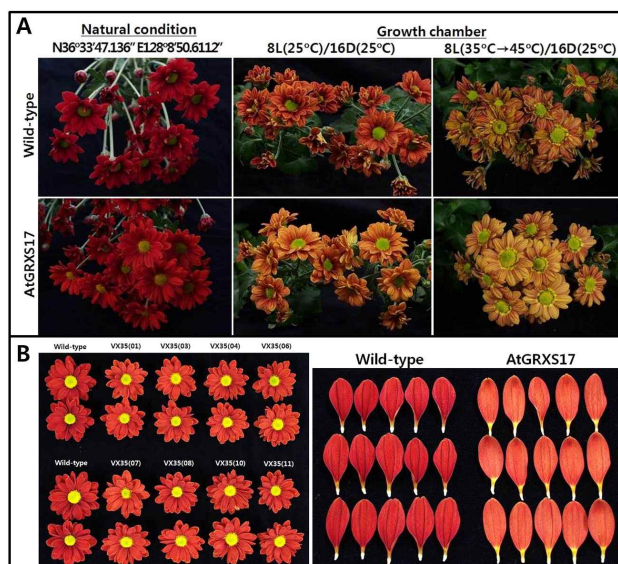 A
Natural condition
N36°33'47.136" E128°8'50.6112"
Growth chamber
8L(25°C)/16D(25°C)
8L(35°C→45°C)/16D(25°C)
Wild-type
AtGRXS17
B
Wild-type VX35(01) VX35(03) VX35(04) VX35(06)
Wild-type VX35(07) VX35(08) VX35(10) VX35(11)
Wild-type AtGRXS17